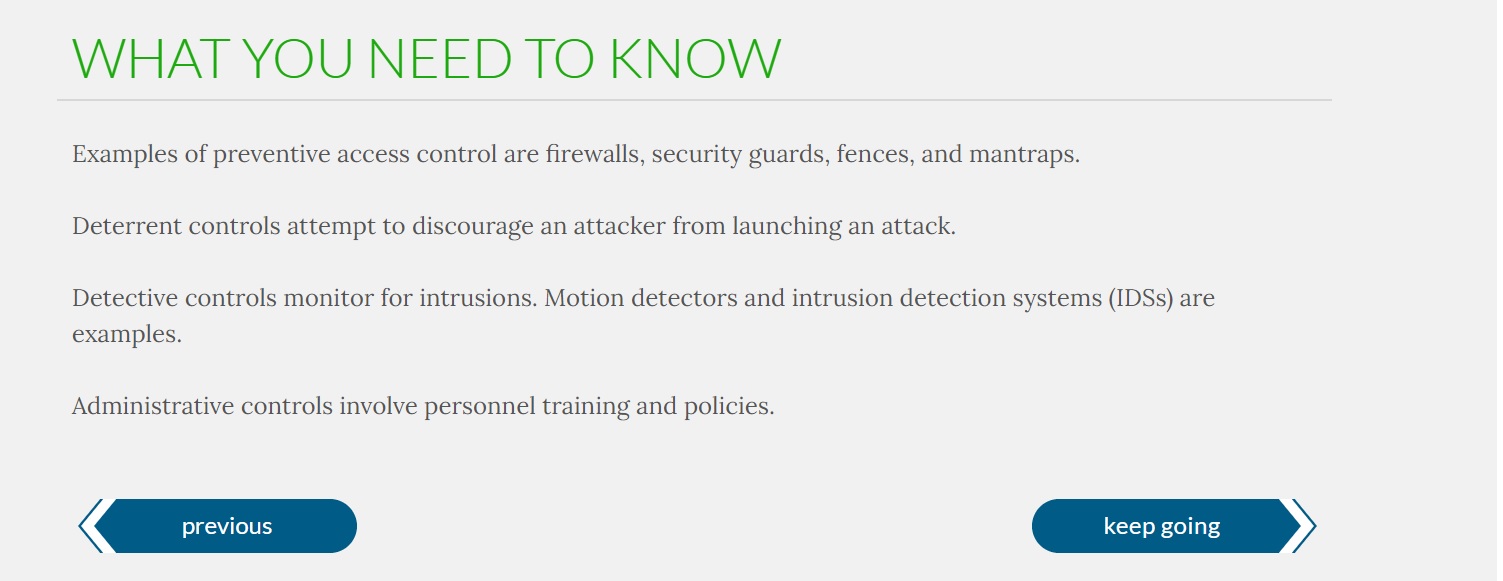 WHAT YOU NEED TO KNOW
Examples of preventive access control are firewalls, security guards, fences, and mantraps.
Deterrent controls attempt to discourage an attacker from launching an attack.
Detective controls monitor for intrusions. Motion detectors and intrusion detection systems (IDSs) are
examples.
Administrative controls involve personnel training and policies.
previous
keep going